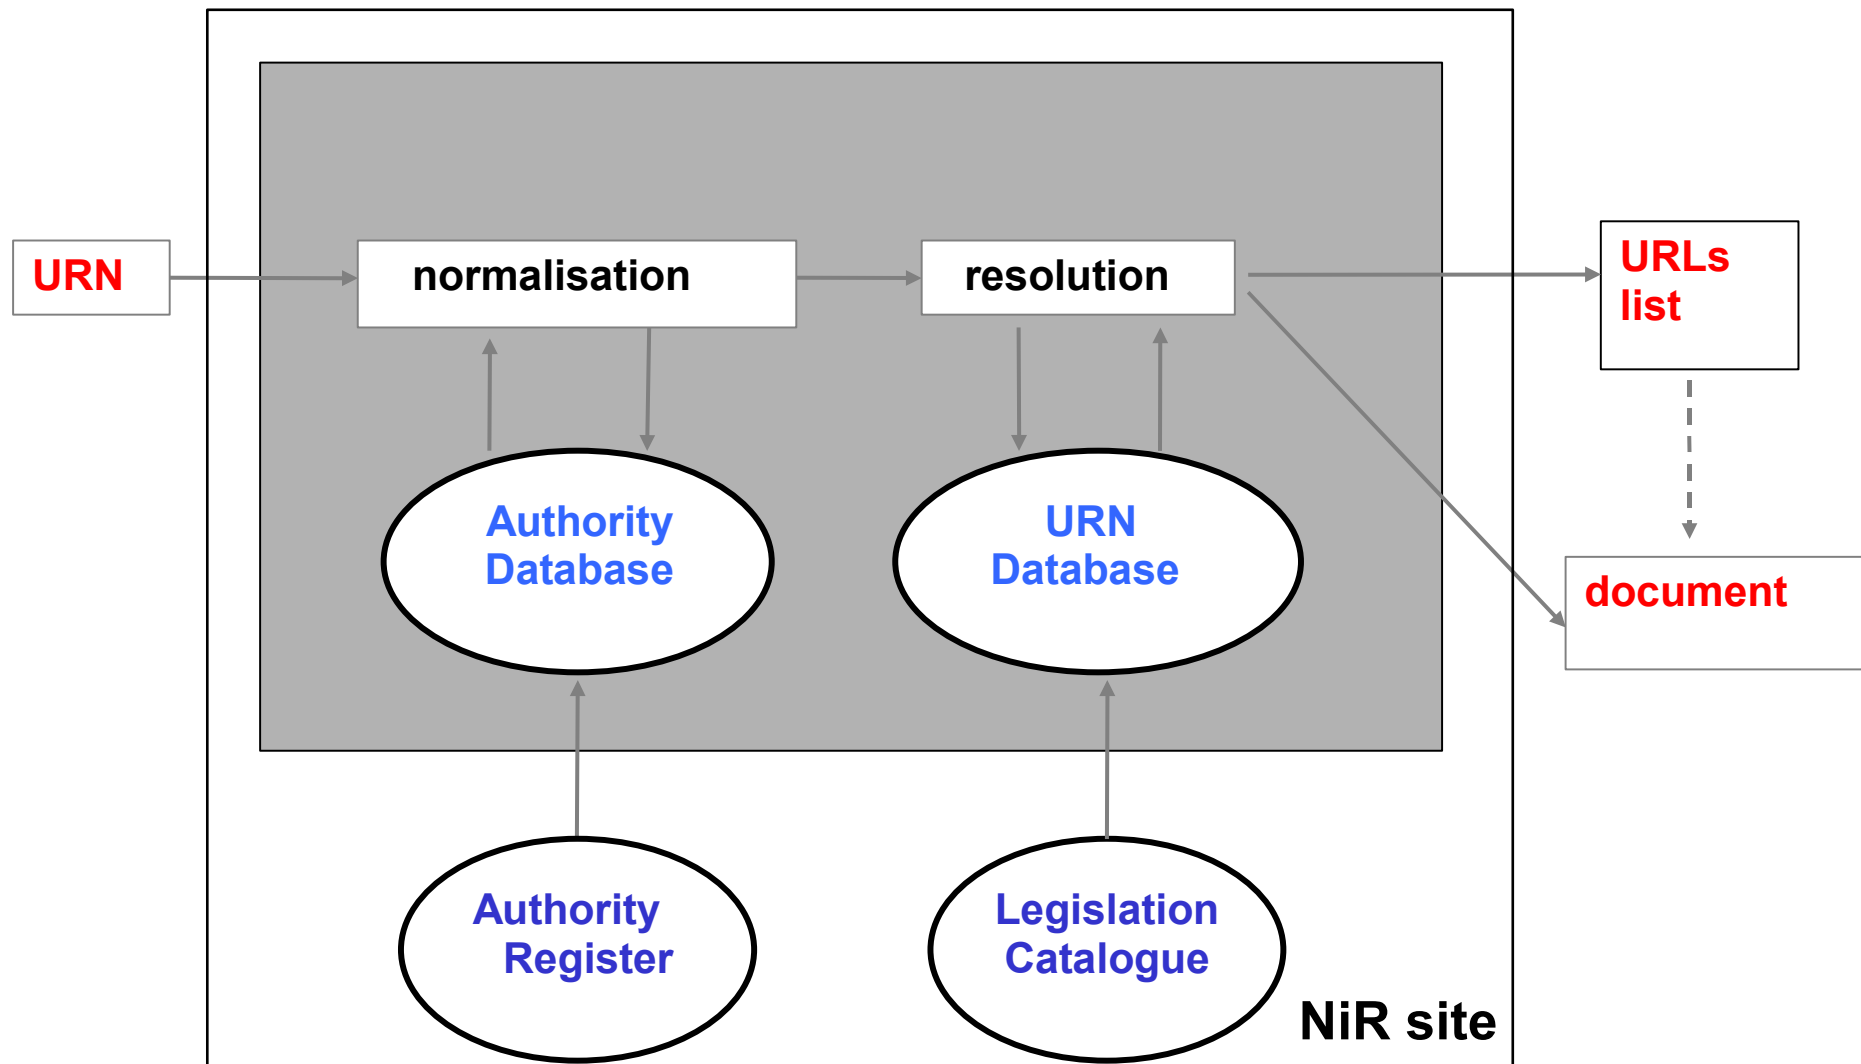 URN
normalisation
resolution
URLs
list
Authority
Database
URN
Database
document
Authority
Register
Legislation
Catalogue
NiR site